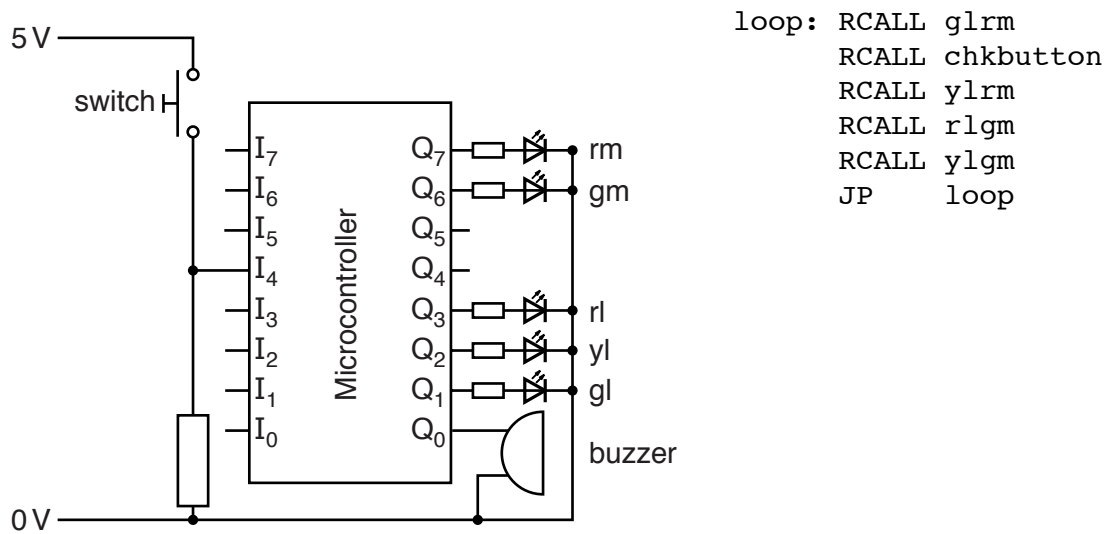 5 V
switch
0 V
I7
I6
I5
I4
I3
I2
I1
I0
Microcontroller
Q7
Q6
Q5
Q4
Q3
Q2
Q1
Q0
rm
gm
rl
yl
gl
buzzer
loop: RCALL glrm
RCALL chkbutton
RCALL ylrm
RCALL rlgm
RCALL ylgm
JP loop